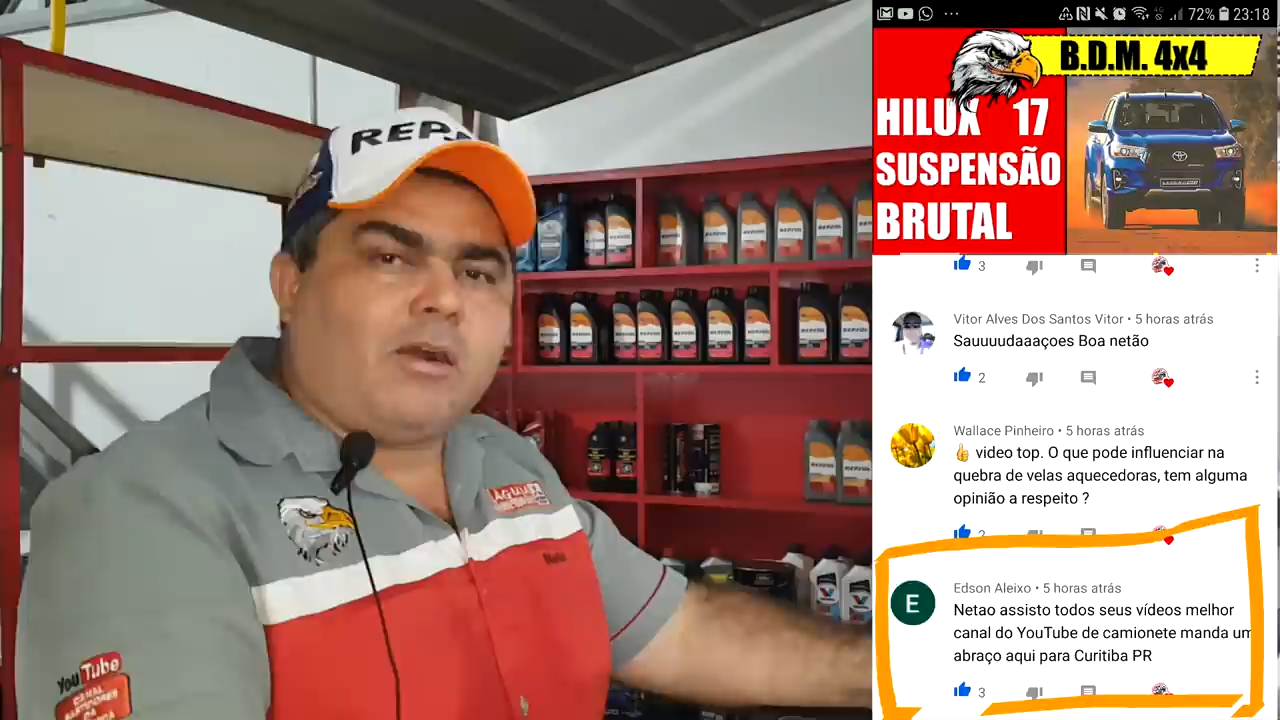 72% 23:18
B.D.M. 4x4
HILUX 17
SUSPENSÃO
BRUTAL
3
Vitor Alves Dos Santos Vitor • 5 horas atrás
Sauuuudaaaçoes Boa netão
2
Wallace Pinheiro • 5 horas atrás
👍 video top. O que pode influenciar na
quebra de velas aquecedoras, tem alguma
opinião a respeito ?
2
E
Edson Aleixo • 5 horas atrás
Netao assisto todos seus vídeos melhor
canal do YouTube de camionete manda um
abraço aqui para Curitiba PR
3
YouTube
CANAL